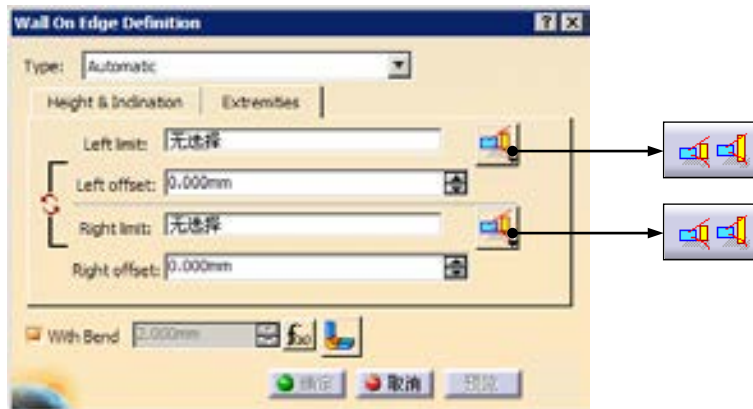 Wall On Edge Definition
Type: Automatic
Height & Inclination Extremities
Left limit: 无选择
Left offset: 0.000mm
Right limit: 无选择
Right offset: 0.000mm
With Bend 2.000mm f(x)
确定 取消 预览